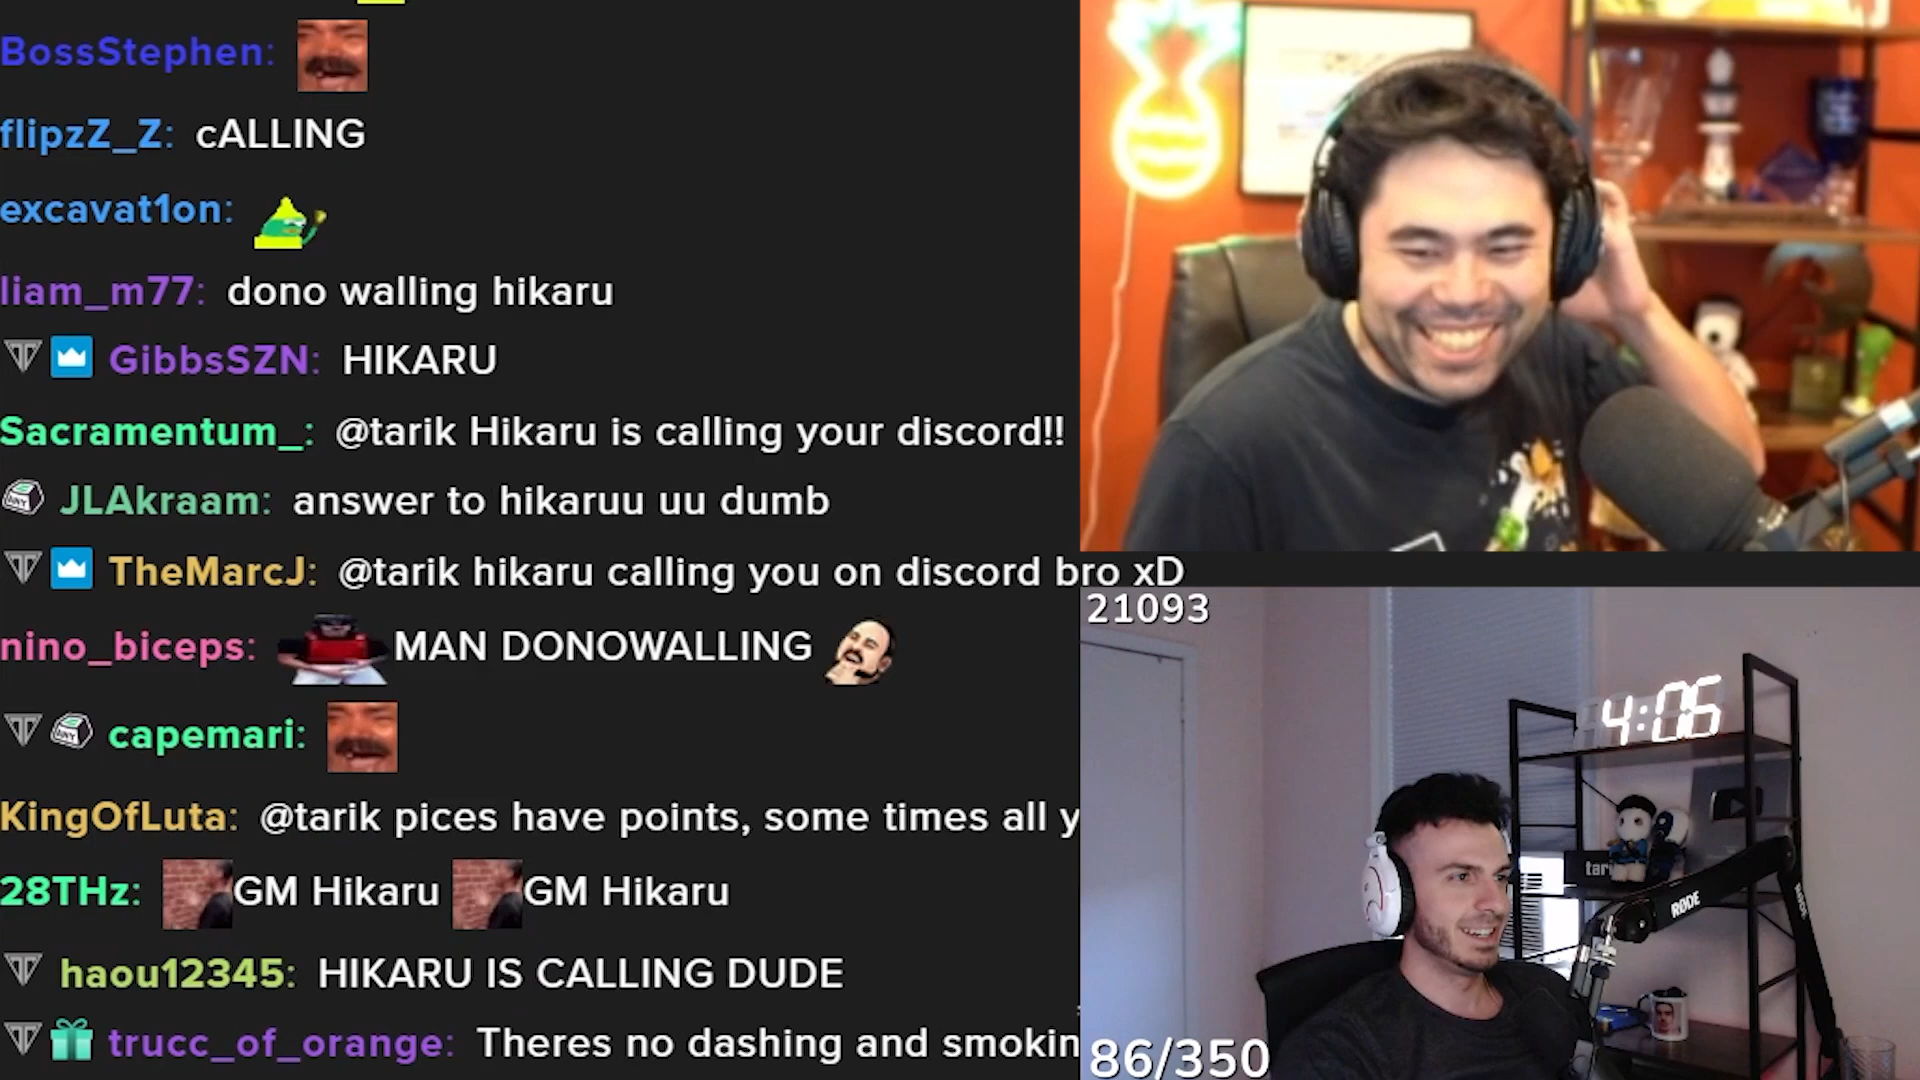 BossStephen:
flipzZ_Z: cALLING
excavat1on:
liam_m77: dono walling hikaru
GibbsSZN: HIKARU
Sacramentum_: @tarik Hikaru is calling your discord!!
JLAkraam: answer to hikaruu uu dumb
TheMarcJ: @tarik hikaru calling you on discord bro xD
nino_biceps: MAN DONOWALLING
capemari:
KingOfLuta: @tarik pices have points, some times all y
28THz: GM Hikaru GM Hikaru
haou12345: HIKARU IS CALLING DUDE
trucc_of_orange: Theres no dashing and smokin
21093
4:06
tari
RØDE
86/350